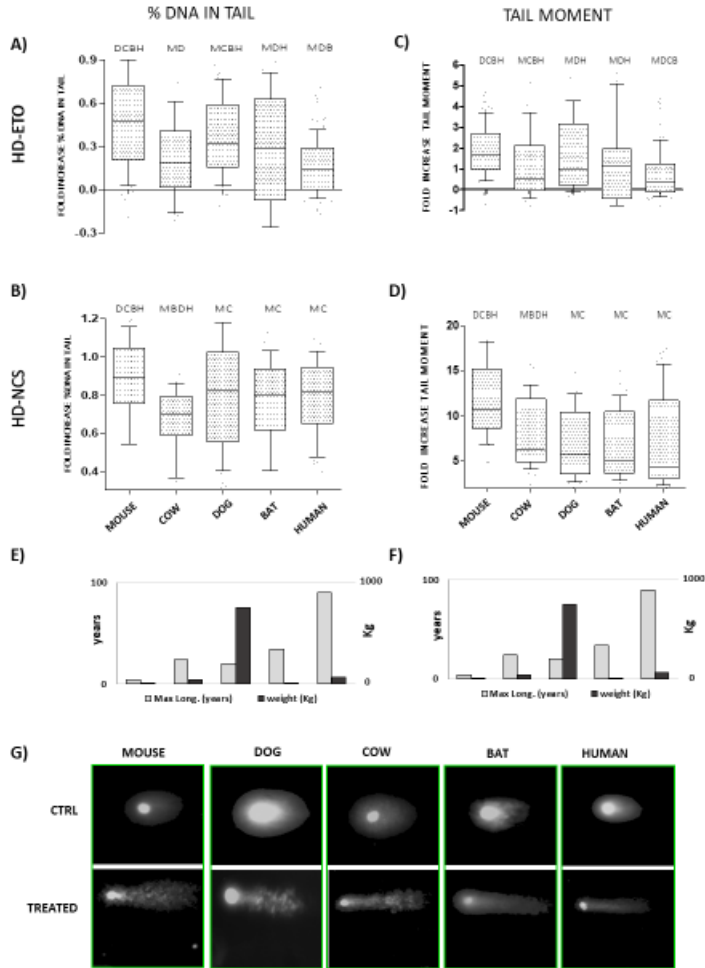 % DNA IN TAIL
TAIL MOMENT
A)
DCBH MD MCBH MDH MDB
0.9
0.6
0.3
0.0
-0.3
FOLD INCREASE % DNA IN TAIL
HD-ETO
C)
DCBH MCBH MDH MDH MDCB
6
5
4
3
2
1
0
-1
FOLD INCREASE TAIL MOMENT
B)
DCBH MBDH MC MC MC
1.2
1.0
0.8
0.6
0.4
FOLD INCREASE %DNA IN TAIL
HD-NCS
MOUSE COW DOG BAT HUMAN
D)
DCBH MBDH MC MC MC
20
15
10
5
FOLD INCREASE TAIL MOMENT
MOUSE COW DOG BAT HUMAN
E)
100
0
years
1000
0
Kg
Max Long. (years) weight (Kg)
F)
100
0
years
1000
0
Kg
Max Long. (years) weight (Kg)
G)
MOUSE DOG COW BAT HUMAN
CTRL
TREATED